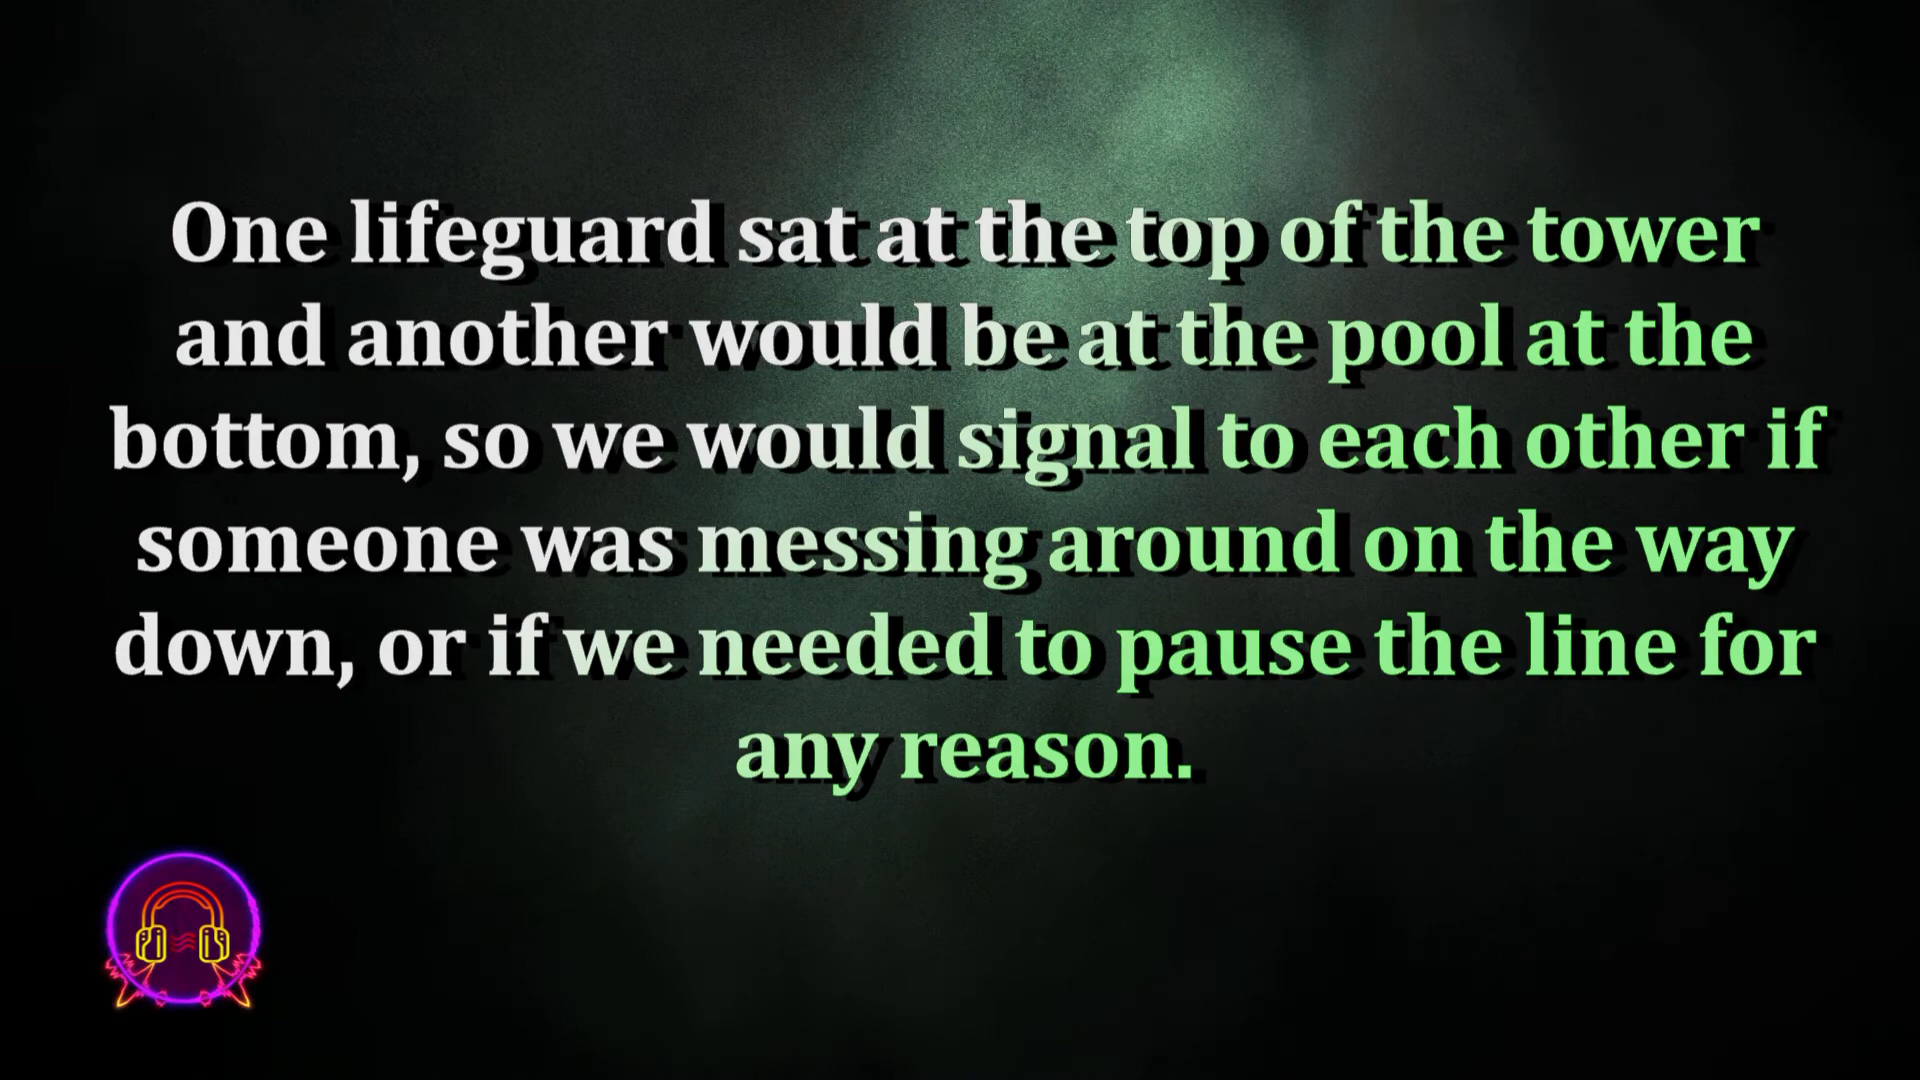 One lifeguard sat at the top of the tower
and another would be at the pool at the
bottom, so we would signal to each other if
someone was messing around on the way
down, or if we needed to pause the line for
any reason.